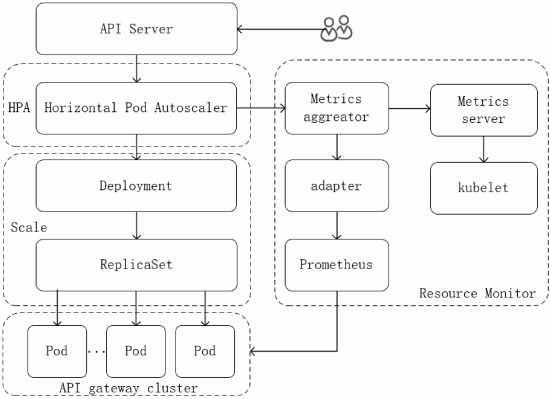 API Server
HPA
Horizontal Pod Autoscaler
Metrics
aggreator
Metrics
server
Deployment
adapter
kubelet
Scale
ReplicaSet
Prometheus
Resource Monitor
Pod
...
Pod
Pod
API gateway cluster